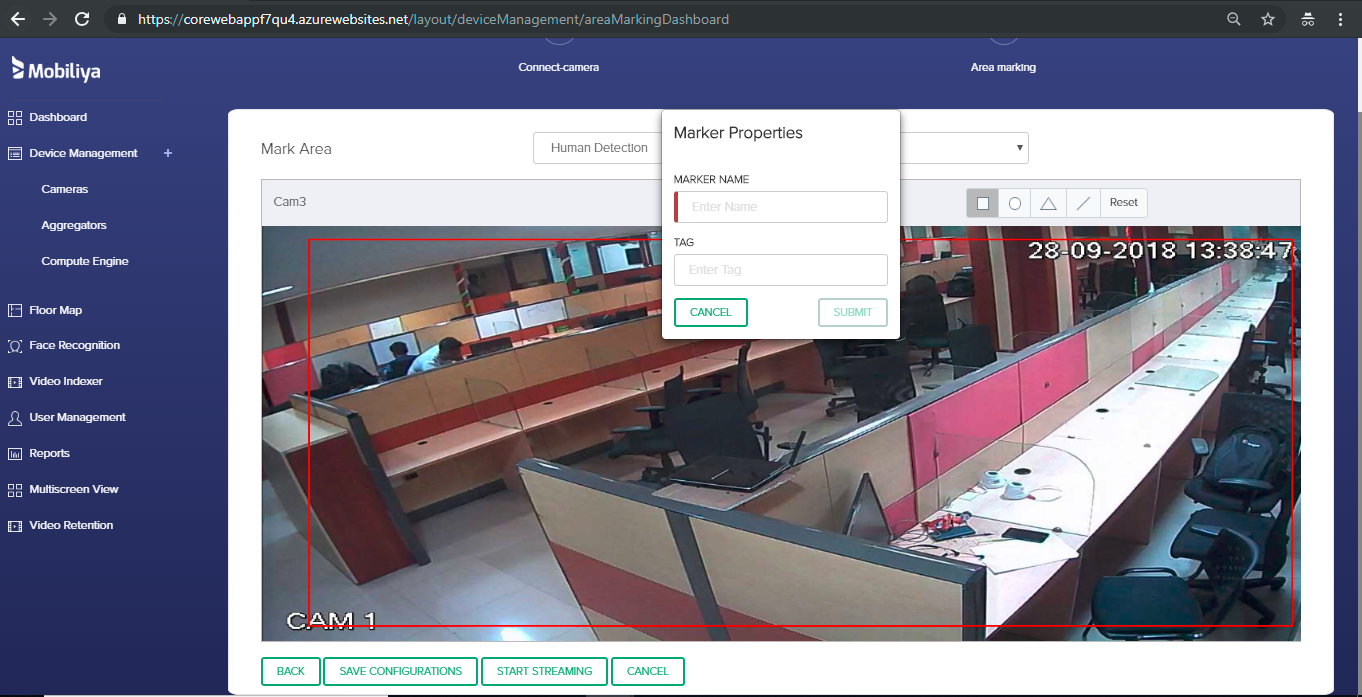 https://corewebappf7qu4.azurewebsites.net/layout/deviceManagement/areaMarkingDashboard
Mobiliya
Connect-camera
Area marking
Dashboard
Device Management +
Cameras
Aggregators
Compute Engine
Floor Map
Face Recognition
Video Indexer
User Management
Reports
Multiscreen View
Video Retention
Mark Area
Human Detection
Marker Properties
MARKER NAME
Enter Name
TAG
Enter Tag
CANCEL
SUBMIT
Cam3
Reset
28-09-2018 13:38:47
CAM 1
BACK
SAVE CONFIGURATIONS
START STREAMING
CANCEL